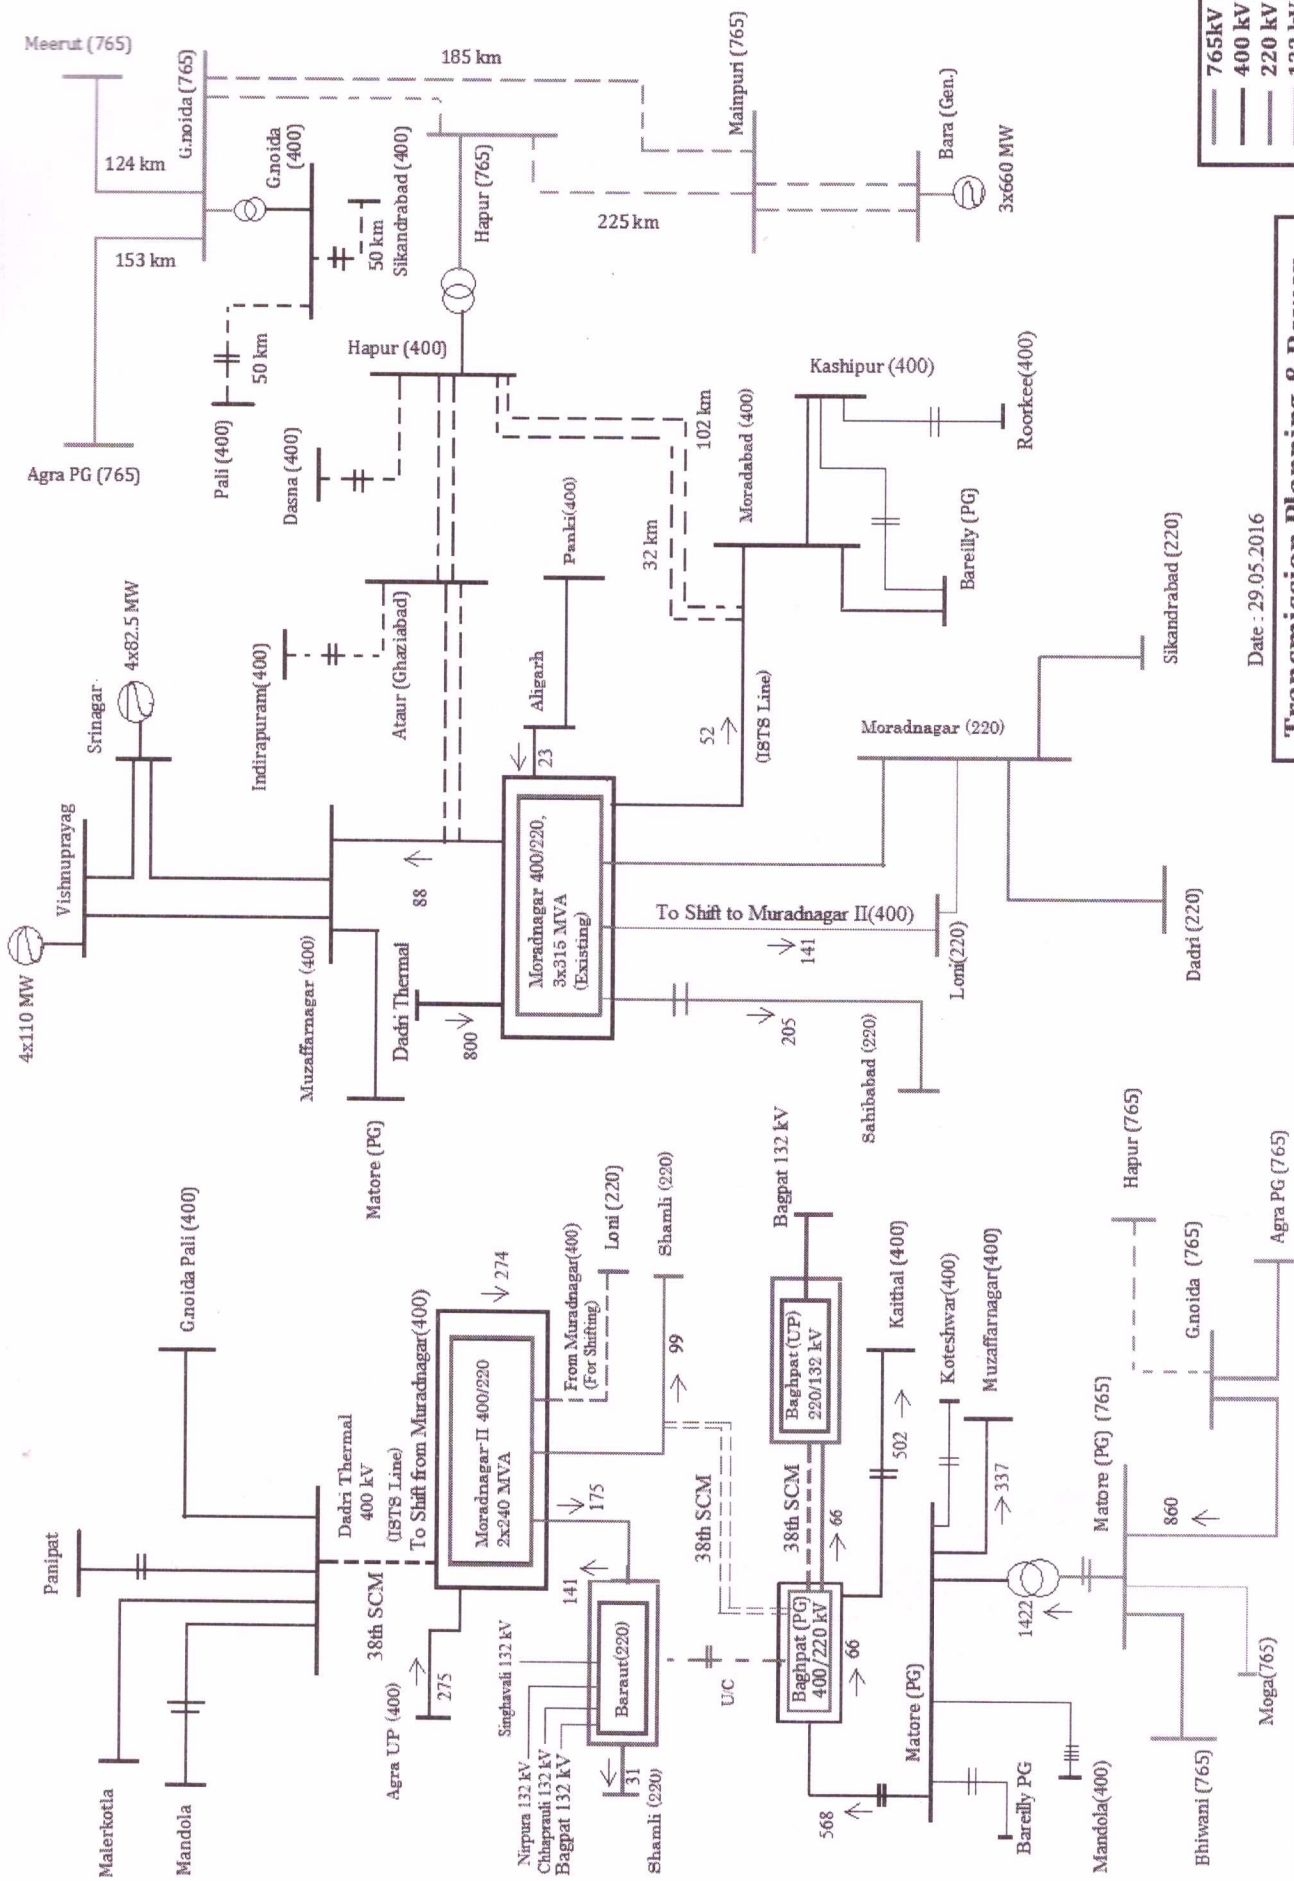 Meerut (765)
124 km
G.noida (765)
153 km
Agra PG (765)
G.noida
(400)
Pali (400)
50 km
50 km
Sikandrabad (400)
185 km
Hapur (765)
Mainpuri (765)
225 km
Bara (Gen.)
3x660 MW
Hapur (400)
Dasna (400)
102 km
32 km
Moradabad (400)
Kashipur (400)
Roorkee(400)
Bareilly (PG)
4x110 MW
Vishnuprayag
Srinagar
4x82.5 MW
Indirapuram(400)
Ataur (Ghaziabad)
Muzaffarnagar (400)
Matore (PG)
88
Dadri Thermal
800
Aligarh
23
Panki(400)
52
(ISTS Line)
Moradnagar 400/220,
3x315 MVA
(Existing)
To Shift to Muradnagar II(400)
141
Loni(220)
205
Sahibabad (220)
Moradnagar (220)
Sikandrabad (220)
Dadri (220)
Date : 29.05.2016
765kV
400 kV
220 kV
132 kV
Transmission Planning & Power
G.noida Pali (400)
Panipat
Malerkotla
Mandola
Dadri Thermal
400 kV
(ISTS Line)
38th SCM
To Shift from Muradnagar(400)
Agra UP (400)
275
Moradnagar-II 400/220
2x240 MVA
274
From Muradnagar(400)
(For Shifting)
Loni (220)
Shamli (220)
99
175
141
Singhavali 132 kV
Nirpura 132 kV
Chhaprauli 132 kV
Bagpat 132 kV
Baraut(220)
31
Shamli (220)
38th SCM
U/C
Bagpat 132 kV
Baghpat (UP)
220/132 kV
38th SCM
66
Baghpat (PG)
400/220 kV
66
Kaithal (400)
502
Koteshwar(400)
Muzaffarnagar(400)
337
Matore (PG)
568
Bareilly PG
Mandola(400)
1422
Matore (PG) (765)
860
Hapur (765)
G.noida (765)
Agra PG (765)
Moga(765)
Bhiwani (765)